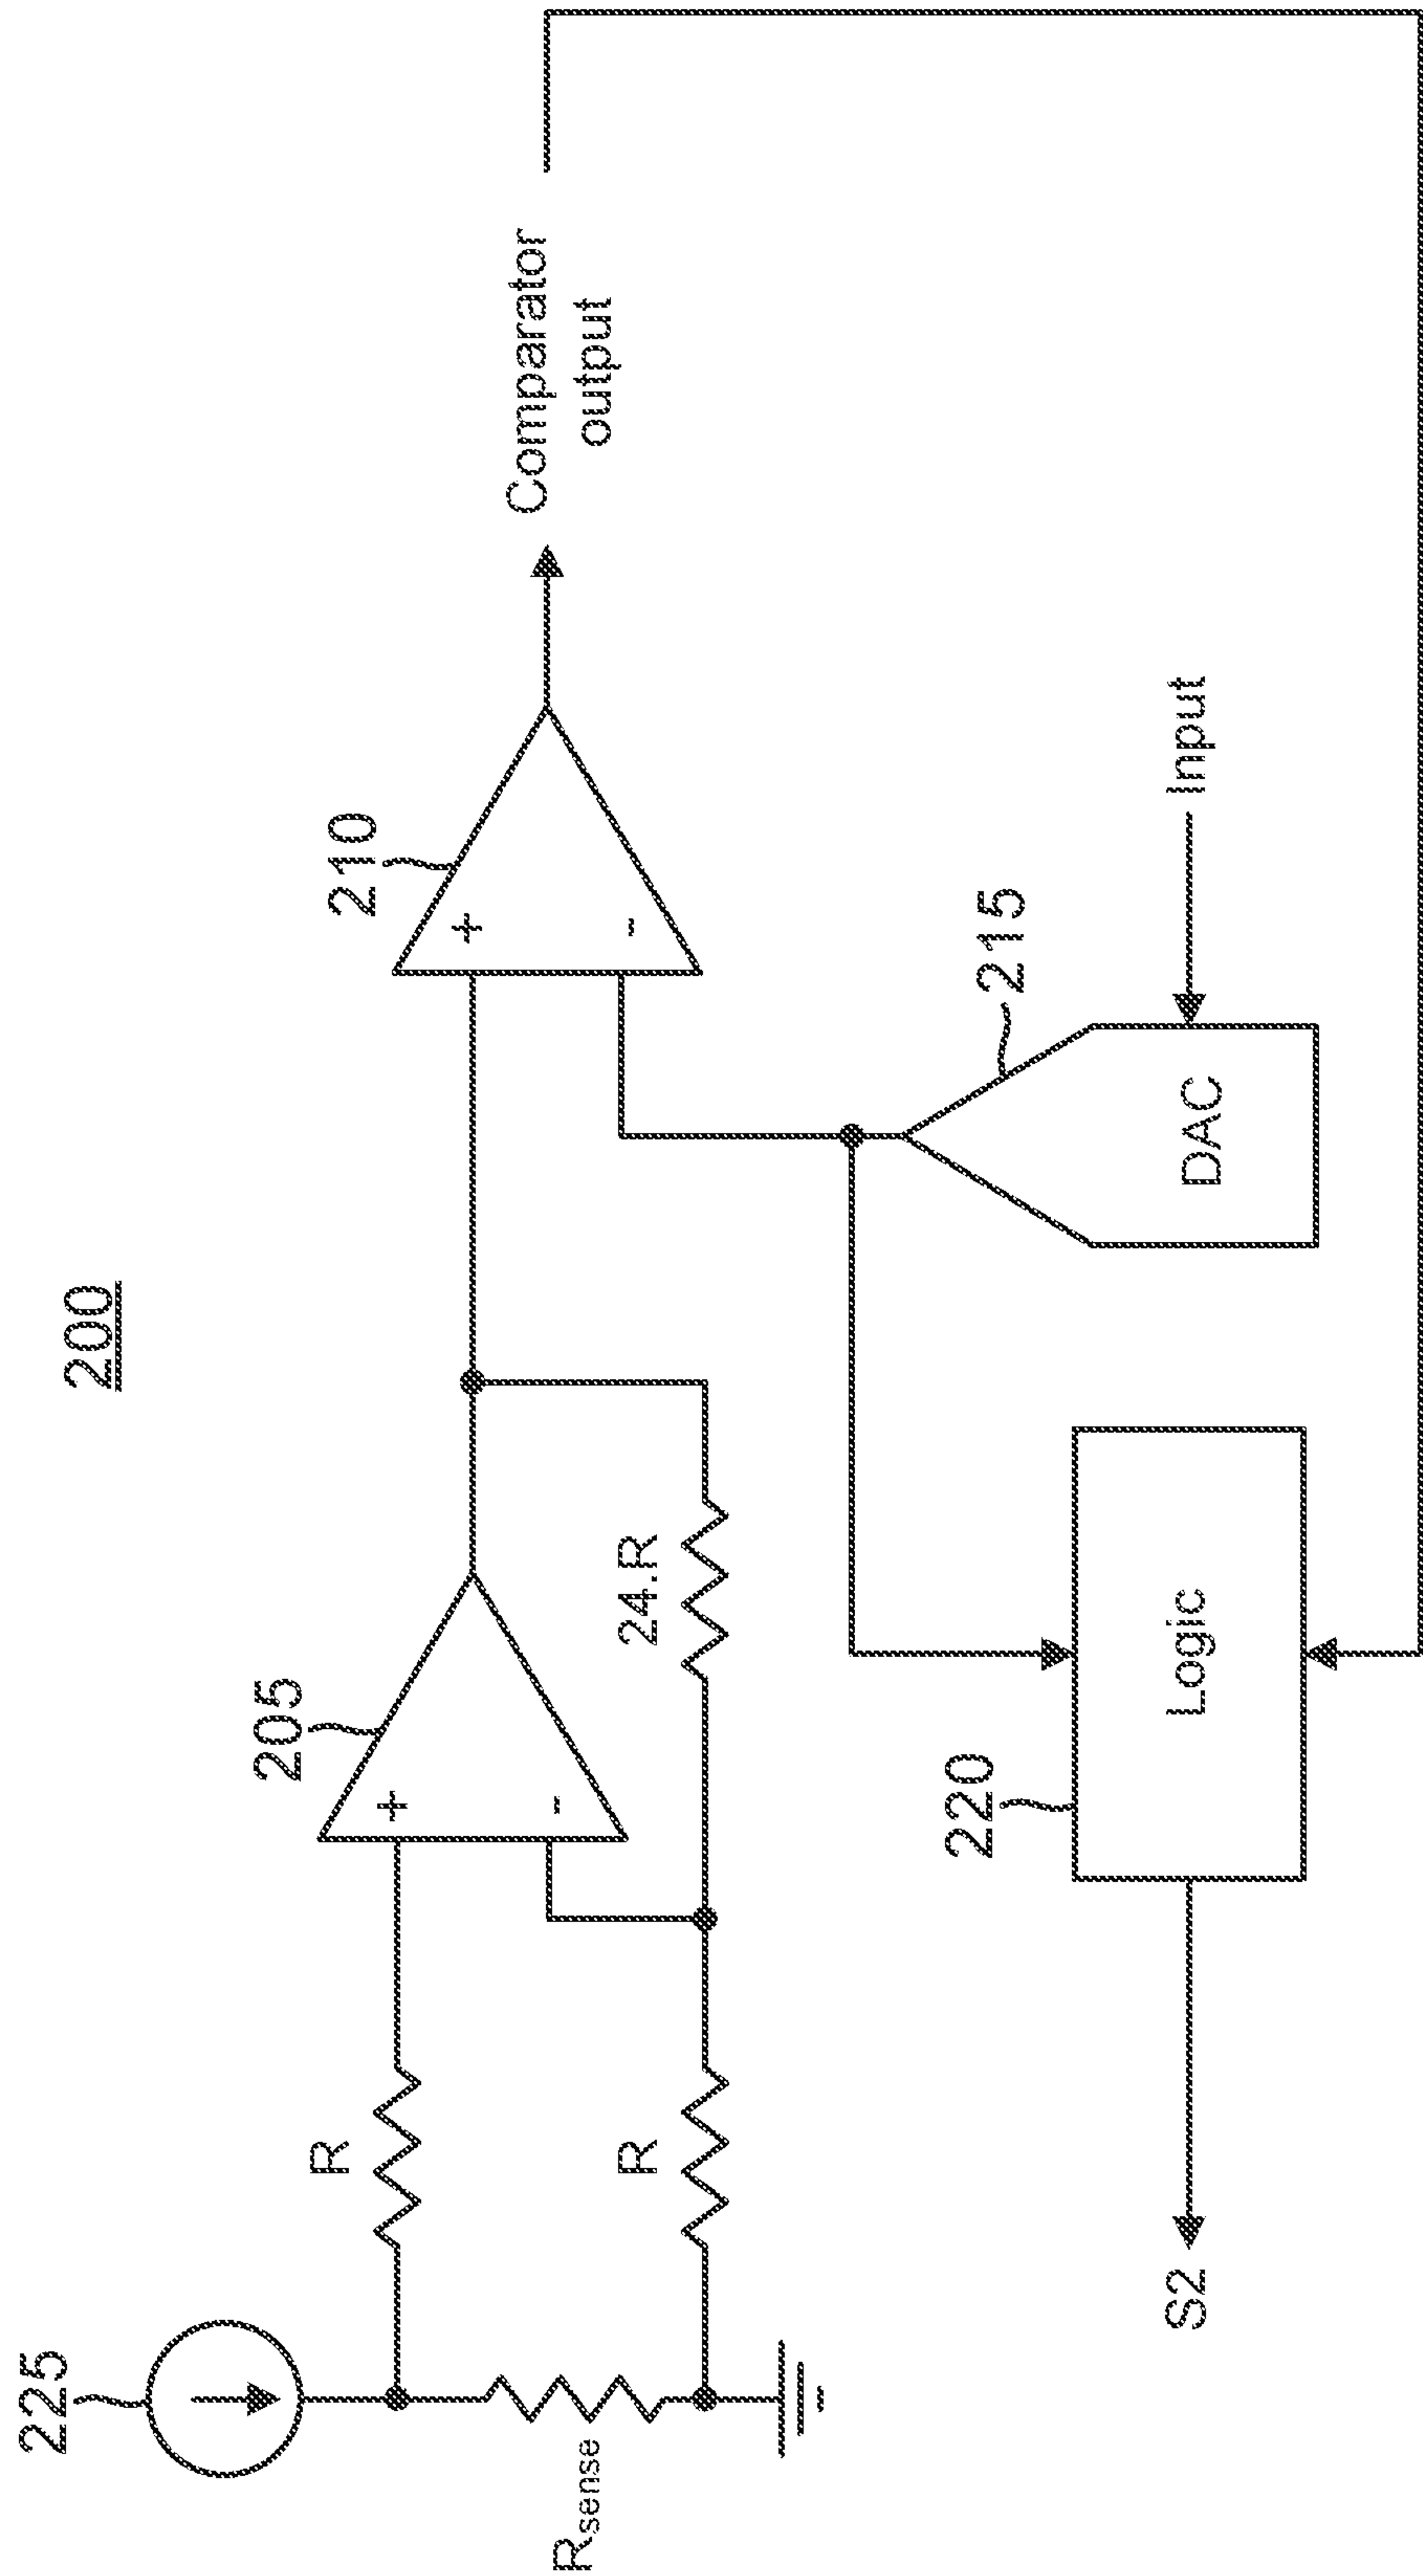 200
225
205
210
R
+
-
+
-
Comparator
output
Rsense
R
24.R
215
220
S2
Logic
DAC
Input